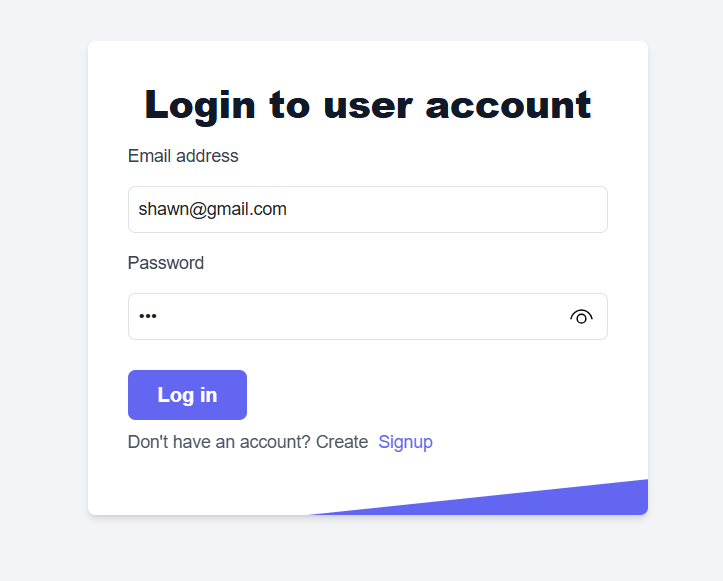 Login to user account
Email address
shawn@gmail.com
Password
•••
Log in
Don't have an account? Create Signup